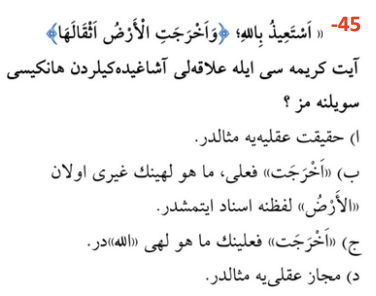 45- « اَسْتَعِيذُ بِاللهِ؛ ﴿وَاَخْرَجَتِ الْأَرْضُ اَثْقَالَهَا﴾
آيت كريمه سى ايله علاقه‌لى آشاغيده‌كيلردن هانكيسى
سويلنه مز ؟
ا) حقيقت عقليه‌يه مثالدر.
ب) «اَخْرَجَت» فعلى، ما هو لهينك غيرى اولان
«الأَرْضُ» لفظنه اسناد ايتمشدر.
ج) «اَخْرَجَت» فعلينك ما هو لهى «الله»در.
د) مجاز عقلى‌يه مثالدر.